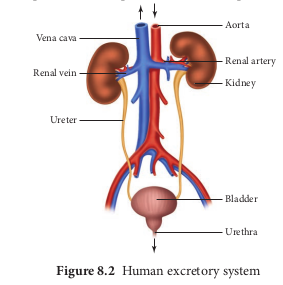 Aorta
Vena cava
Renal artery
Renal vein
Kidney
Ureter
Bladder
Urethra
Figure 8.2 Human excretory system